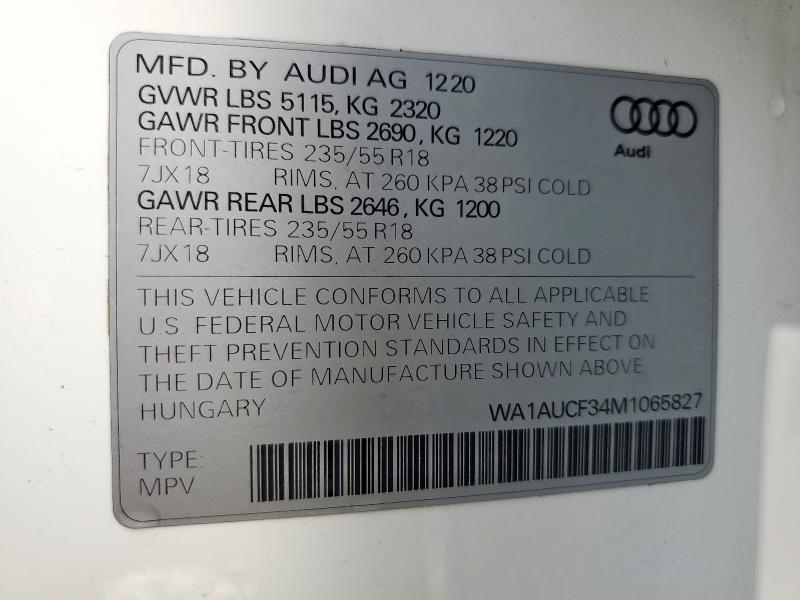 MFD. BY AUDI AG 1220
GVWR LBS 5115, KG 2320
GAWR FRONT LBS 2690, KG 1220
FRONT-TIRES 235/55 R18
7JX18 RIMS, AT 260 KPA 38 PSI COLD
GAWR REAR LBS 2646, KG 1200
REAR-TIRES 235/55 R18
7JX18 RIMS, AT 260 KPA 38 PSI COLD
Audi
THIS VEHICLE CONFORMS TO ALL APPLICABLE
U.S. FEDERAL MOTOR VEHICLE SAFETY AND
THEFT PREVENTION STANDARDS IN EFFECT ON
THE DATE OF MANUFACTURE SHOWN ABOVE
HUNGARY WA1AUCF34M1065827
TYPE:
MPV